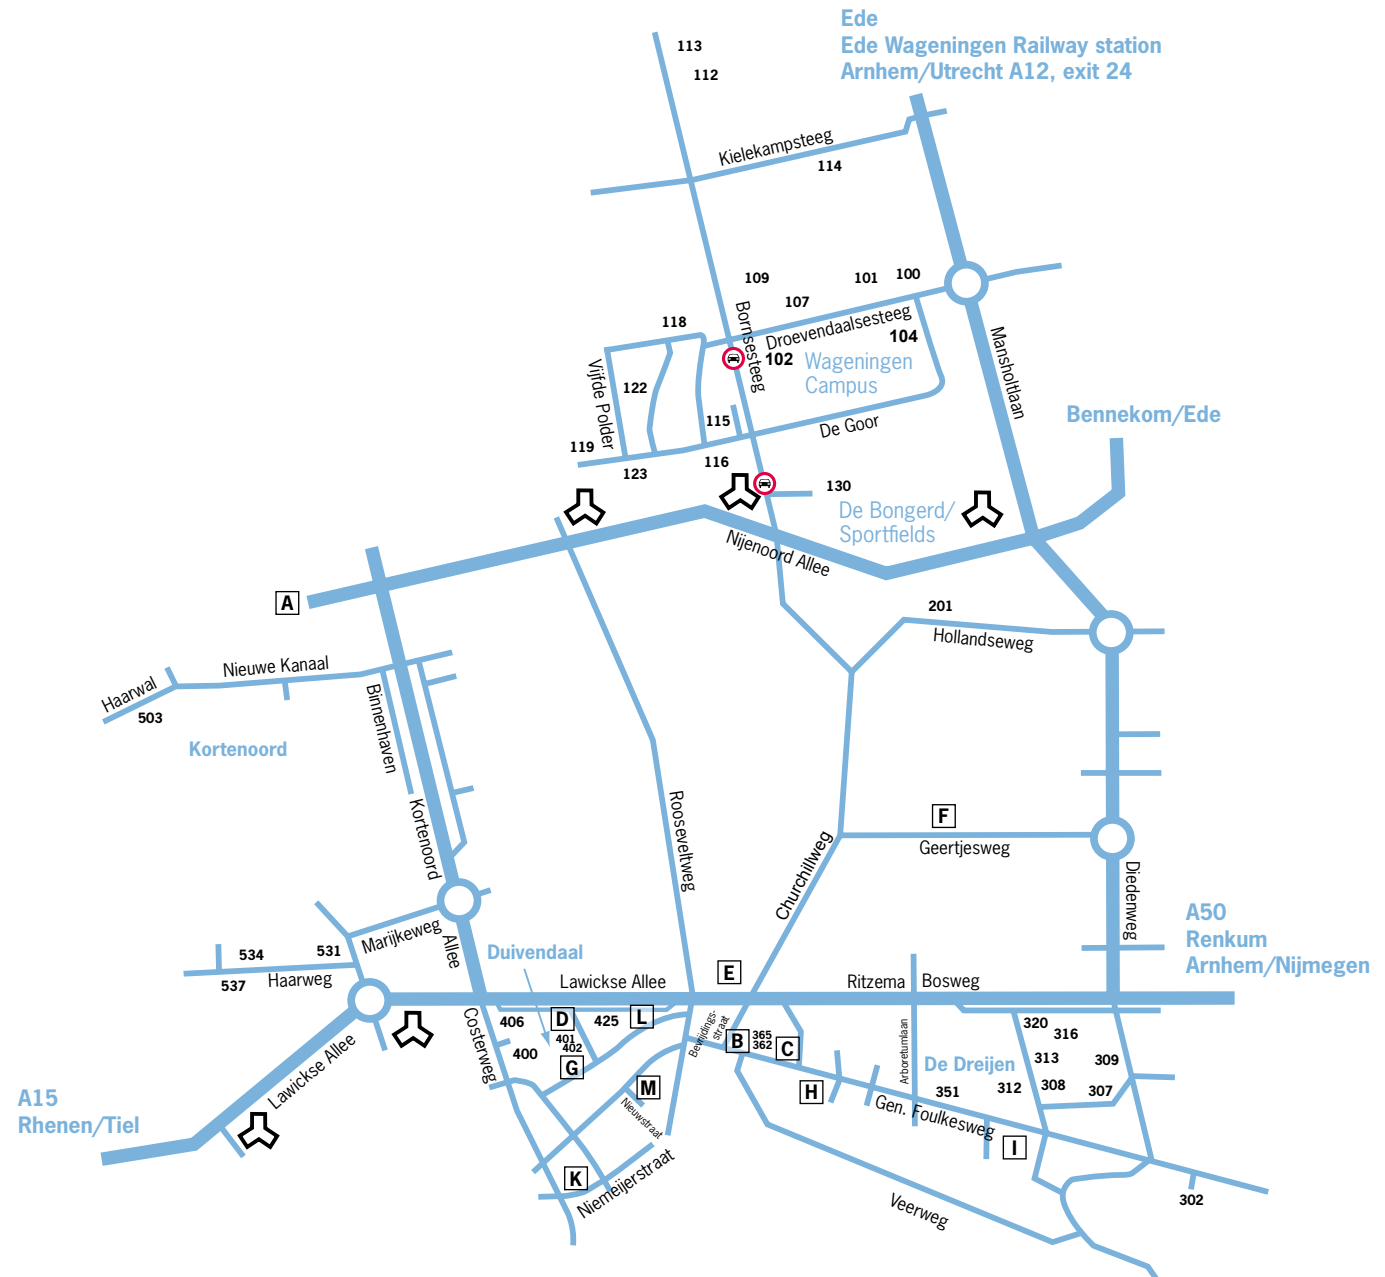 Ede
Ede Wageningen Railway station
Arnhem/Utrecht A12, exit 24
113
112
Kielekampsteeg
114
109
101
100
107
Bornsesteeg
Droevendaalsesteeg
118
104
102
Wageningen
Campus
Mansholtlaan
Vijfde Polder
122
115
De Goor
Bennekom/Ede
119
123
116
130
De Bongerd/
Sportfields
Nijenoord Allee
A
201
Hollandseweg
Nieuwe Kanaal
Haarwal
503
Binnenhaven
Kortenoord
Kortenoord
Allee
Rooseveltweg
Churchillweg
F
Geertjesweg
Diedenweg
A50
Renkum
Arnhem/Nijmegen
Marijkeweg
534
531
537
Haarweg
Duivendaal
Lawickse Allee
E
Ritzema
Bosweg
Costerweg
406
D
425
L
401
402
400
G
Bevrijdings-
straat
B
365
362
C
Arboretumlaan
De Dreijen
320
316
313
309
312
308
307
351
H
M
Nieuwstraat
Gen. Foulkesweg
I
K
Niemeijerstraat
Veerweg
302
Lawickse Allee
A15
Rhenen/Tiel